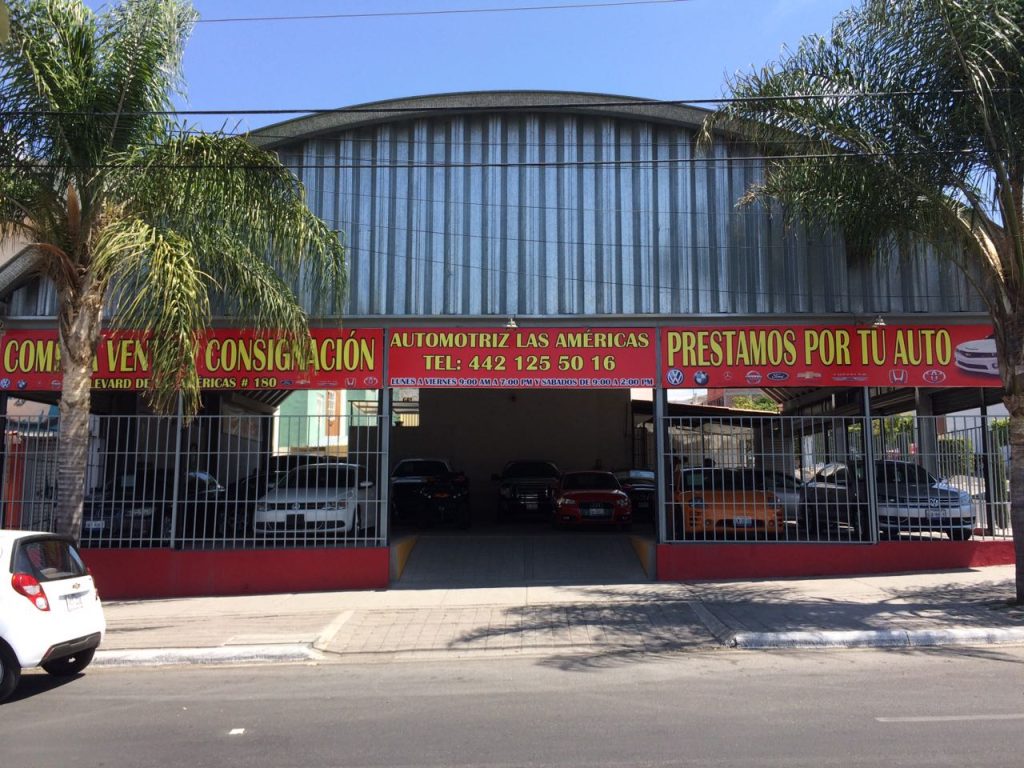 VENTA CONSIGNACIÓN
AMÉRICAS # 180
AUTOMOTRIZ LAS AMÉRICAS
TEL: 442 125 50 16
LUNES A VIERNES 9:00 AM A 7:00 PM Y SABADOS DE 9:00 A 2:00 PM
PRESTAMOS POR TU AUTO